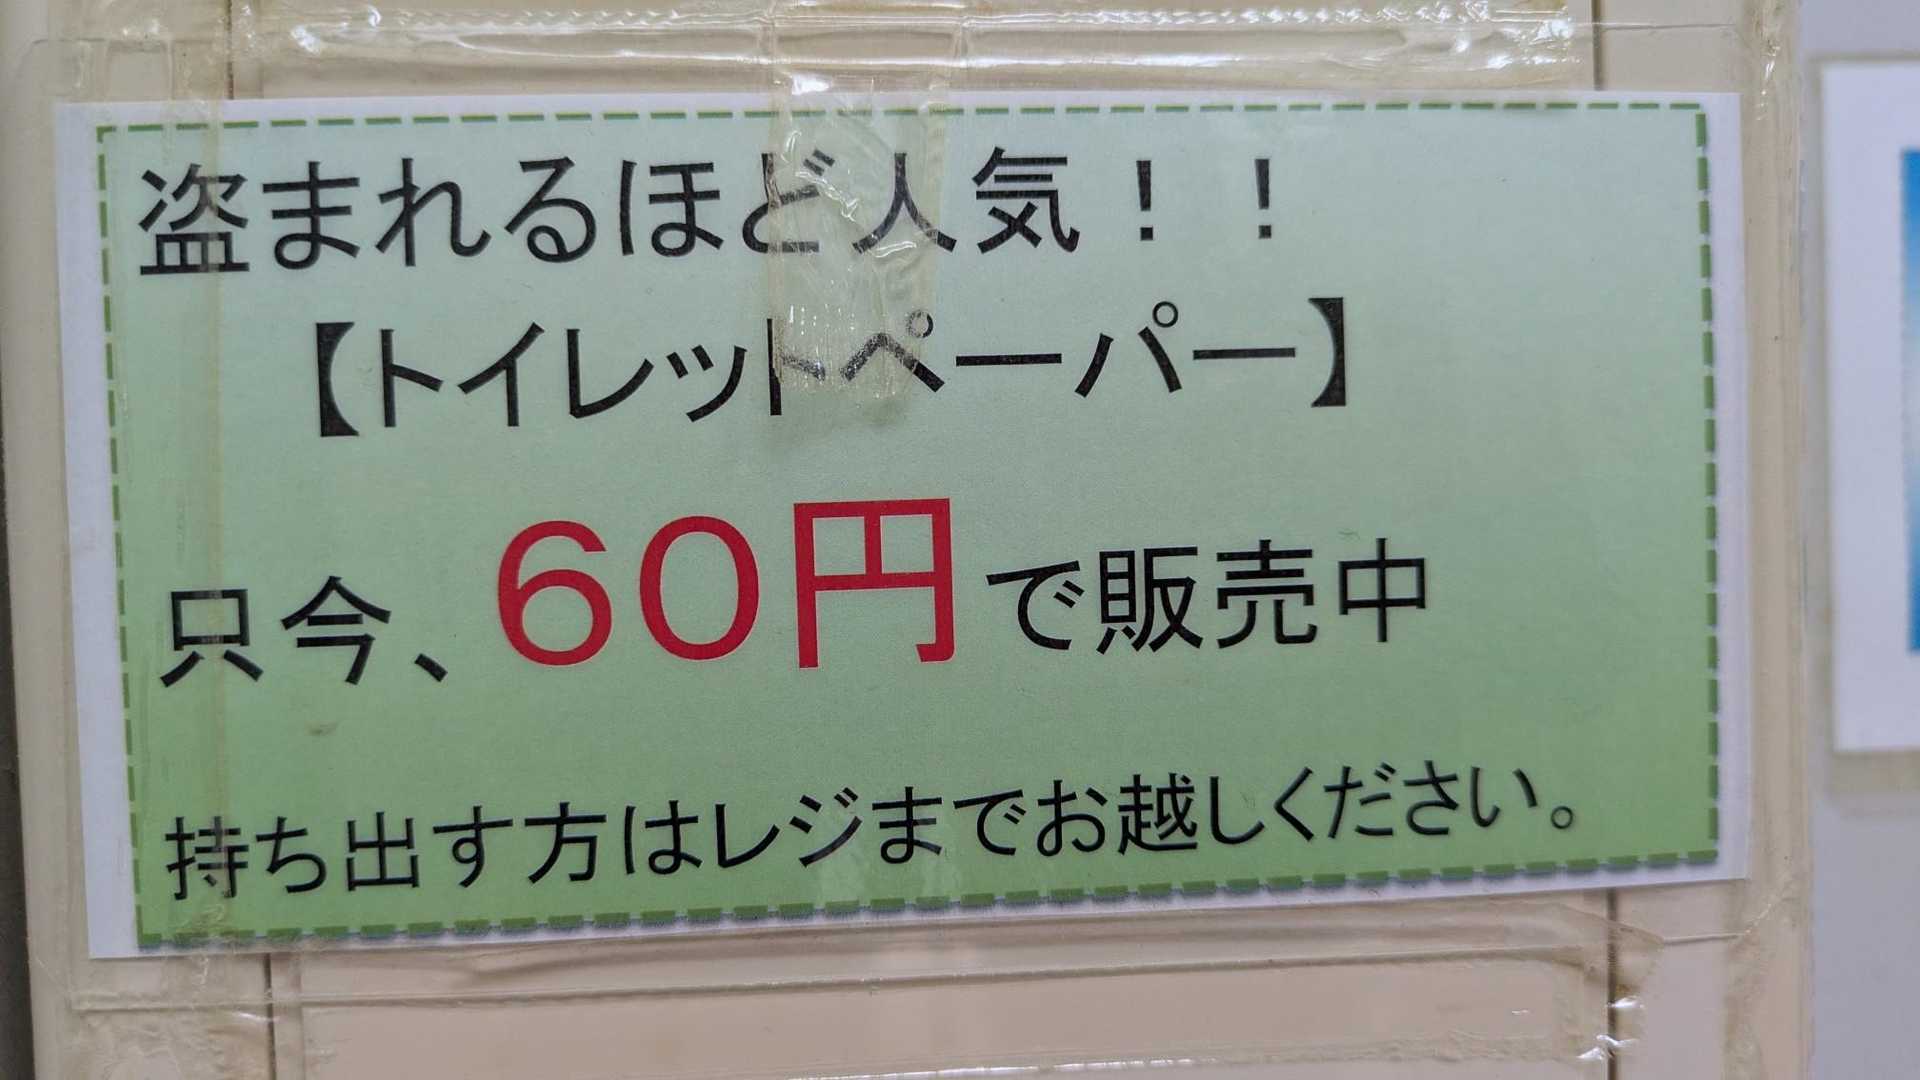 盗まれるほど人気！！
【トイレットペーパー】
只今、60円で販売中
持ち出す方はレジまでお越しください。